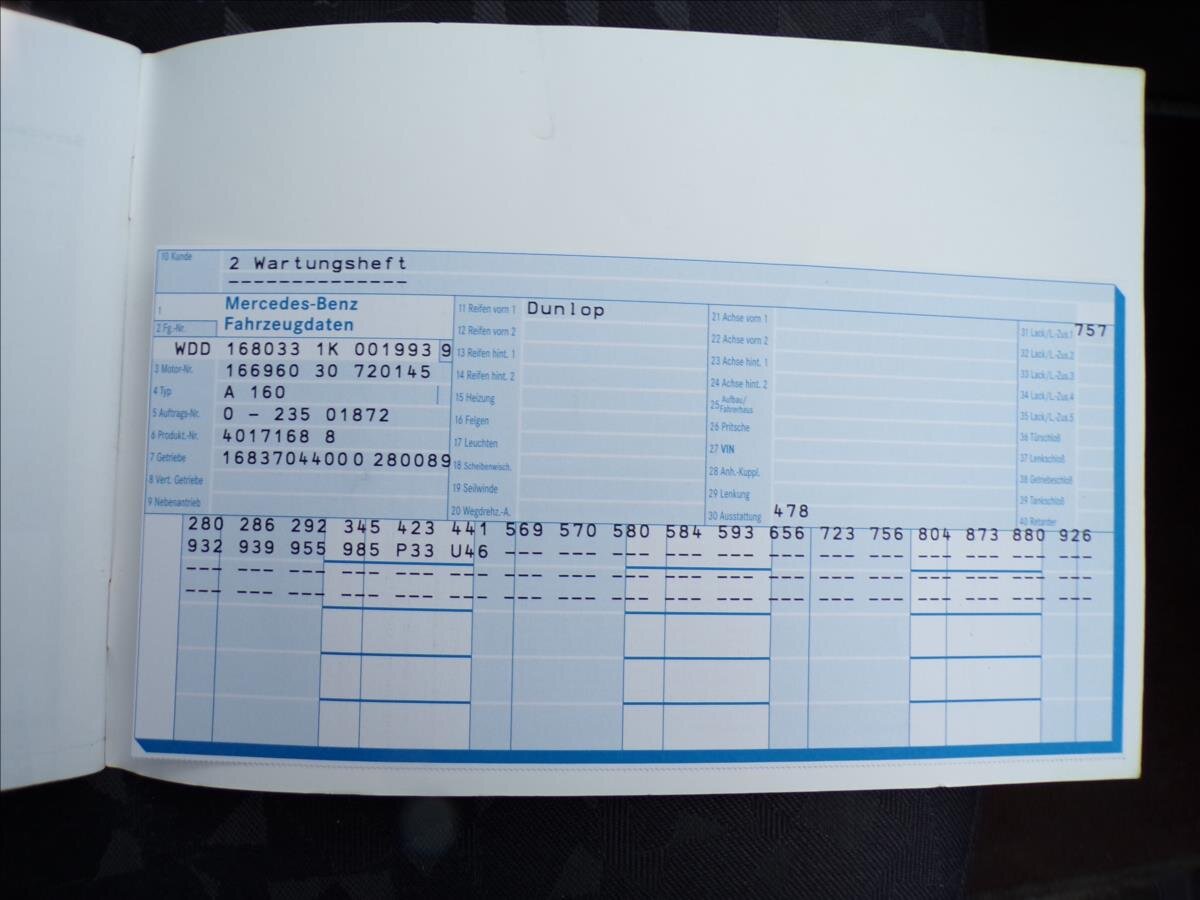 10 Kunde 2 Wartungsheft
--------------
1 Mercedes-Benz
Fahrzeugdaten
2 Fg.-Nr.
WDD 168033 1K 001993 9
3 Motor-Nr. 166960 30 720145
4 Typ A 160
5 Auftrags-Nr. 0 - 235 01872
6 Produkt.-Nr. 4017168 8
7 Getriebe 16837044000 280089
8 Vert. Getriebe
9 Nebenantrieb
11 Reifen vorn 1 Dunlop
12 Reifen vorn 2
13 Reifen hint. 1
14 Reifen hint. 2
15 Heizung
16 Felgen
17 Leuchten
18 Scheibenwisch.
19 Seilwinde
20 Wegdrehz.-A.
21 Achse vorn 1
22 Achse vorn 2
23 Achse hint. 1
24 Achse hint. 2
25 Aufbau/
Fahrerhaus
26 Pritsche
27 VIN
28 Anh.-Kuppl.
29 Lenkung
30 Ausstattung 478
31 Lack/L.-Zus.1 757
32 Lack/L.-Zus.2
33 Lack/L.-Zus.3
34 Lack/L.-Zus.4
35 Lack/L.-Zus.5
36 Türschloß
37 Lenkschloß
38 Getriebeschloß
39 Tankschloß
40 Retarder
280 286 292 345 423 441 569 570 580 584 593 656 723 756 804 873 880 926
932 939 955 985 P33 U46 --- --- --- --- --- --- --- --- --- --- --- ---
--- --- --- --- --- --- --- --- --- --- --- --- --- --- --- --- --- ---
--- --- --- --- --- --- --- --- --- --- --- --- --- --- --- --- --- ---